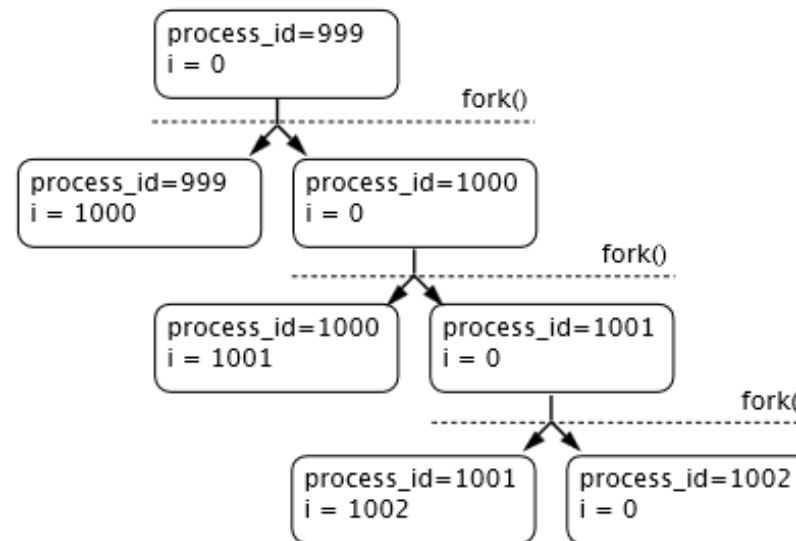 process_id=999
i = 0
fork()
process_id=999
i = 1000
process_id=1000
i = 0
fork()
process_id=1000
i = 1001
process_id=1001
i = 0
fork(
process_id=1001
i = 1002
process_id=1002
i = 0